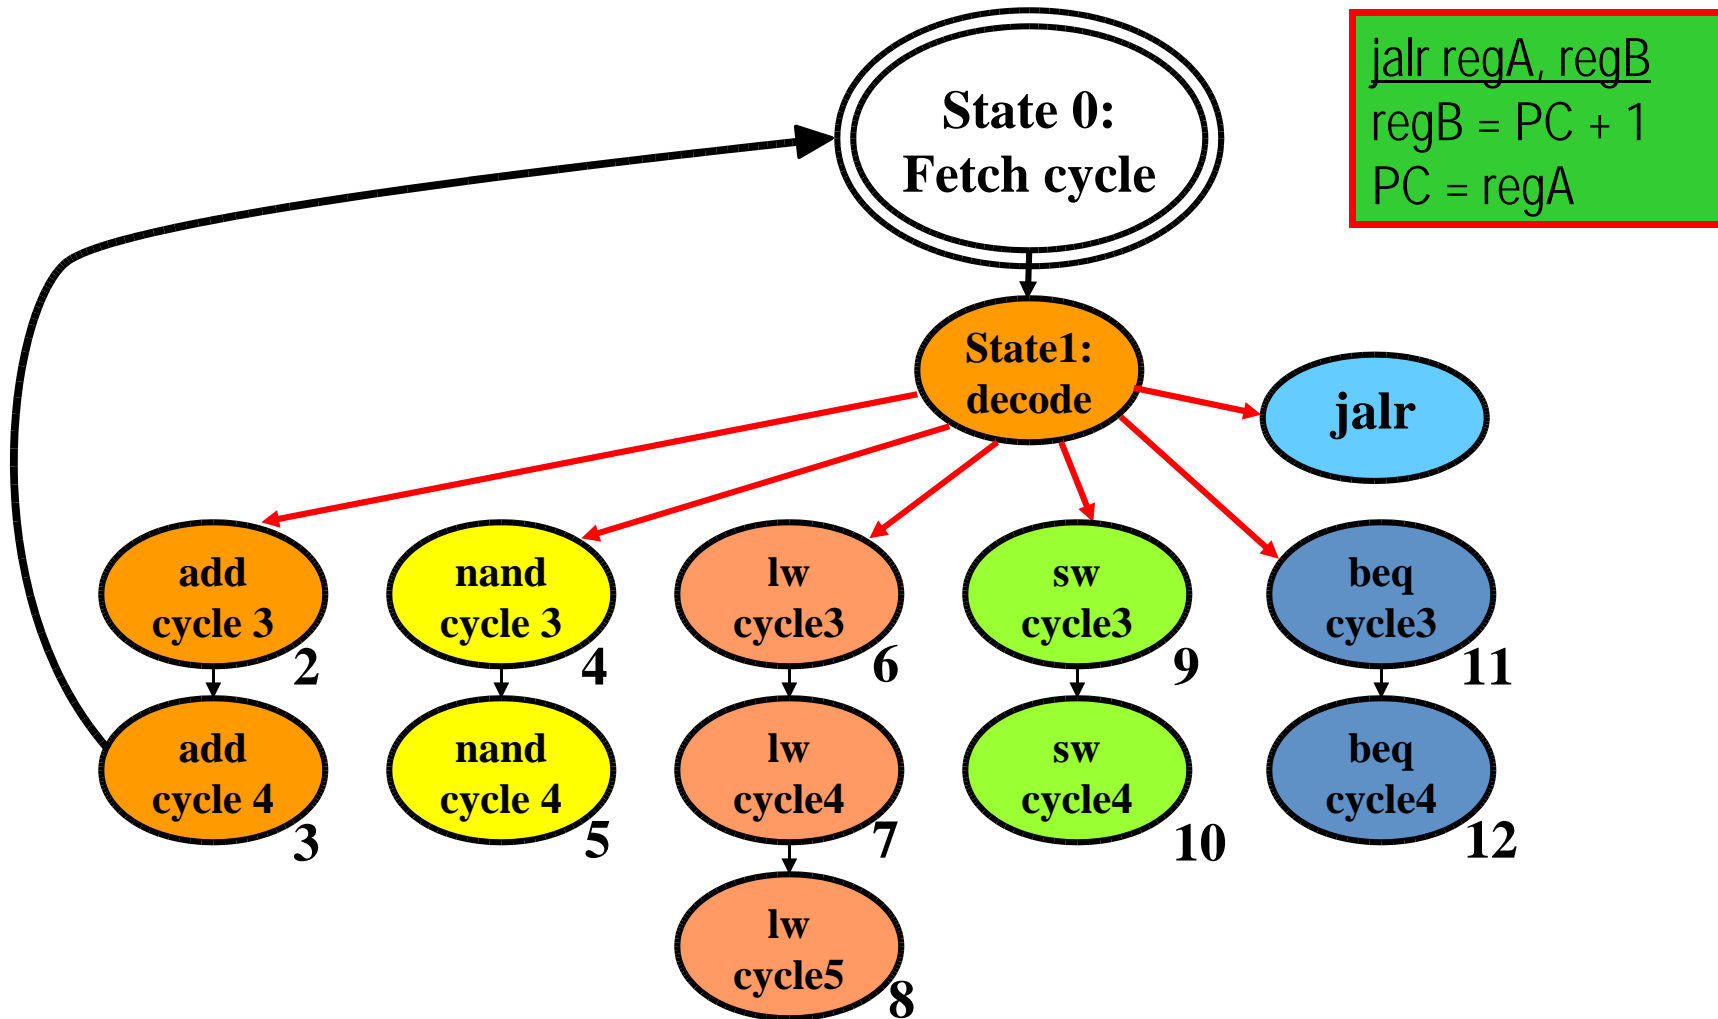 State 0:
Fetch cycle
jalr regA, regB
regB = PC + 1
PC = regA
State1:
decode
jalr
add
cycle 3
2
nand
cycle 3
4
lw
cycle3
6
sw
cycle3
9
beq
cycle3
11
add
cycle 4
3
nand
cycle 4
5
lw
cycle4
7
sw
cycle4
10
beq
cycle4
12
lw
cycle5
8